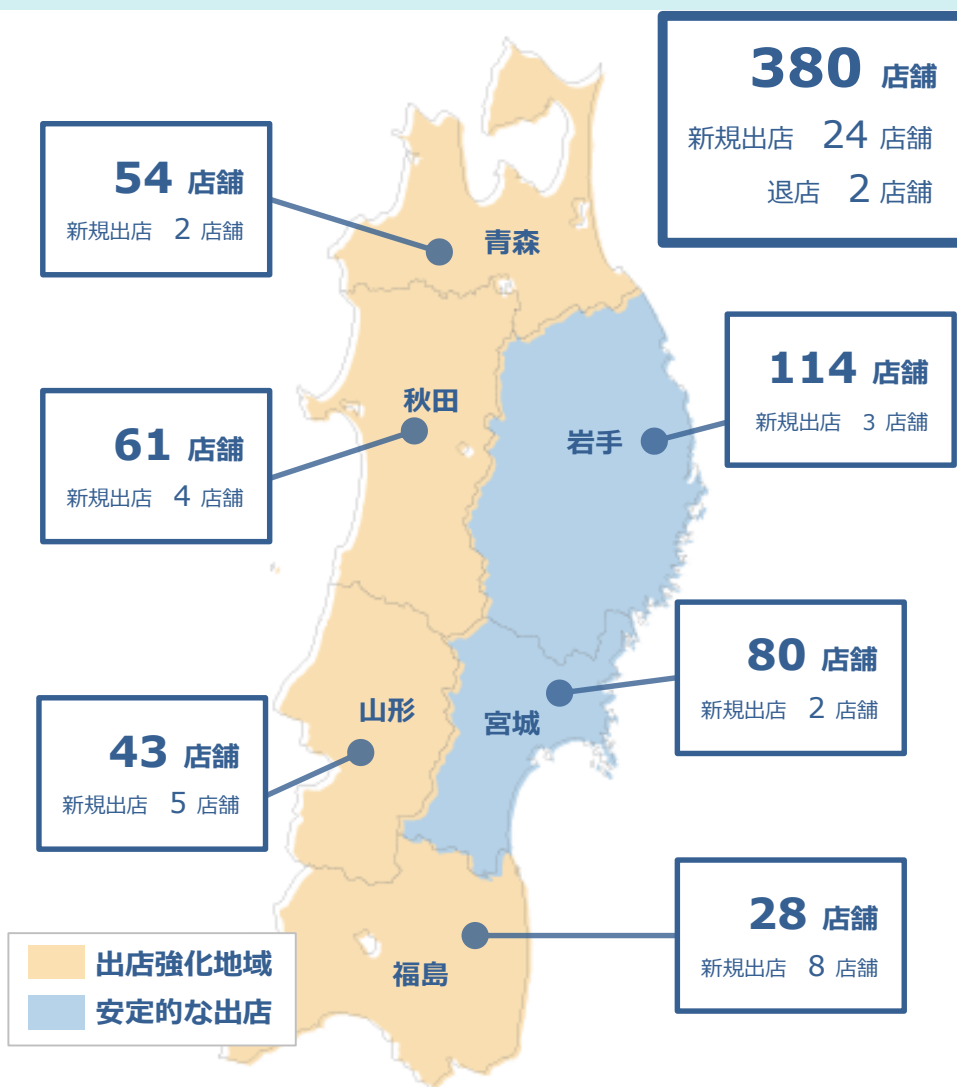 380 店舗
新規出店 24 店舗
退店 2 店舗
54 店舗
新規出店 2 店舗
青森
114 店舗
新規出店 3 店舗
秋田
岩手
61 店舗
新規出店 4 店舗
80 店舗
新規出店 2 店舗
山形
宮城
43 店舗
新規出店 5 店舗
28 店舗
新規出店 8 店舗
福島
出店強化地域
安定的な出店